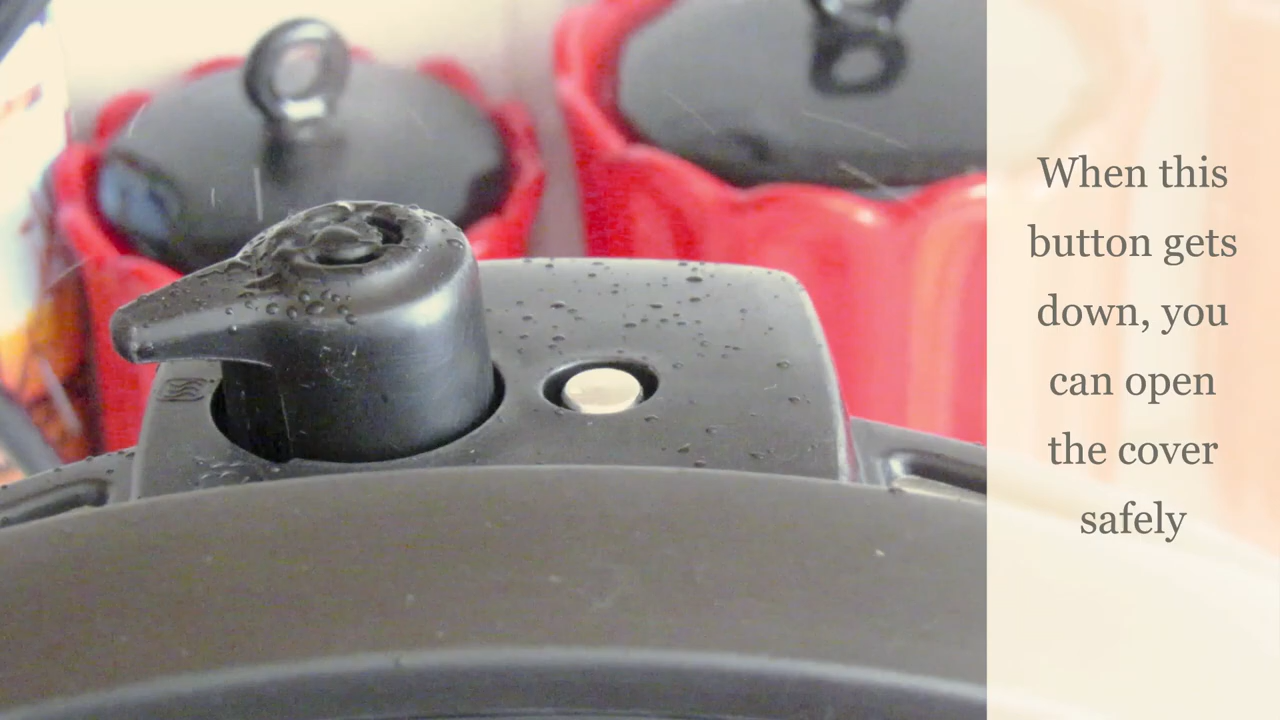 When this
button gets
down, you
can open
the cover
safely